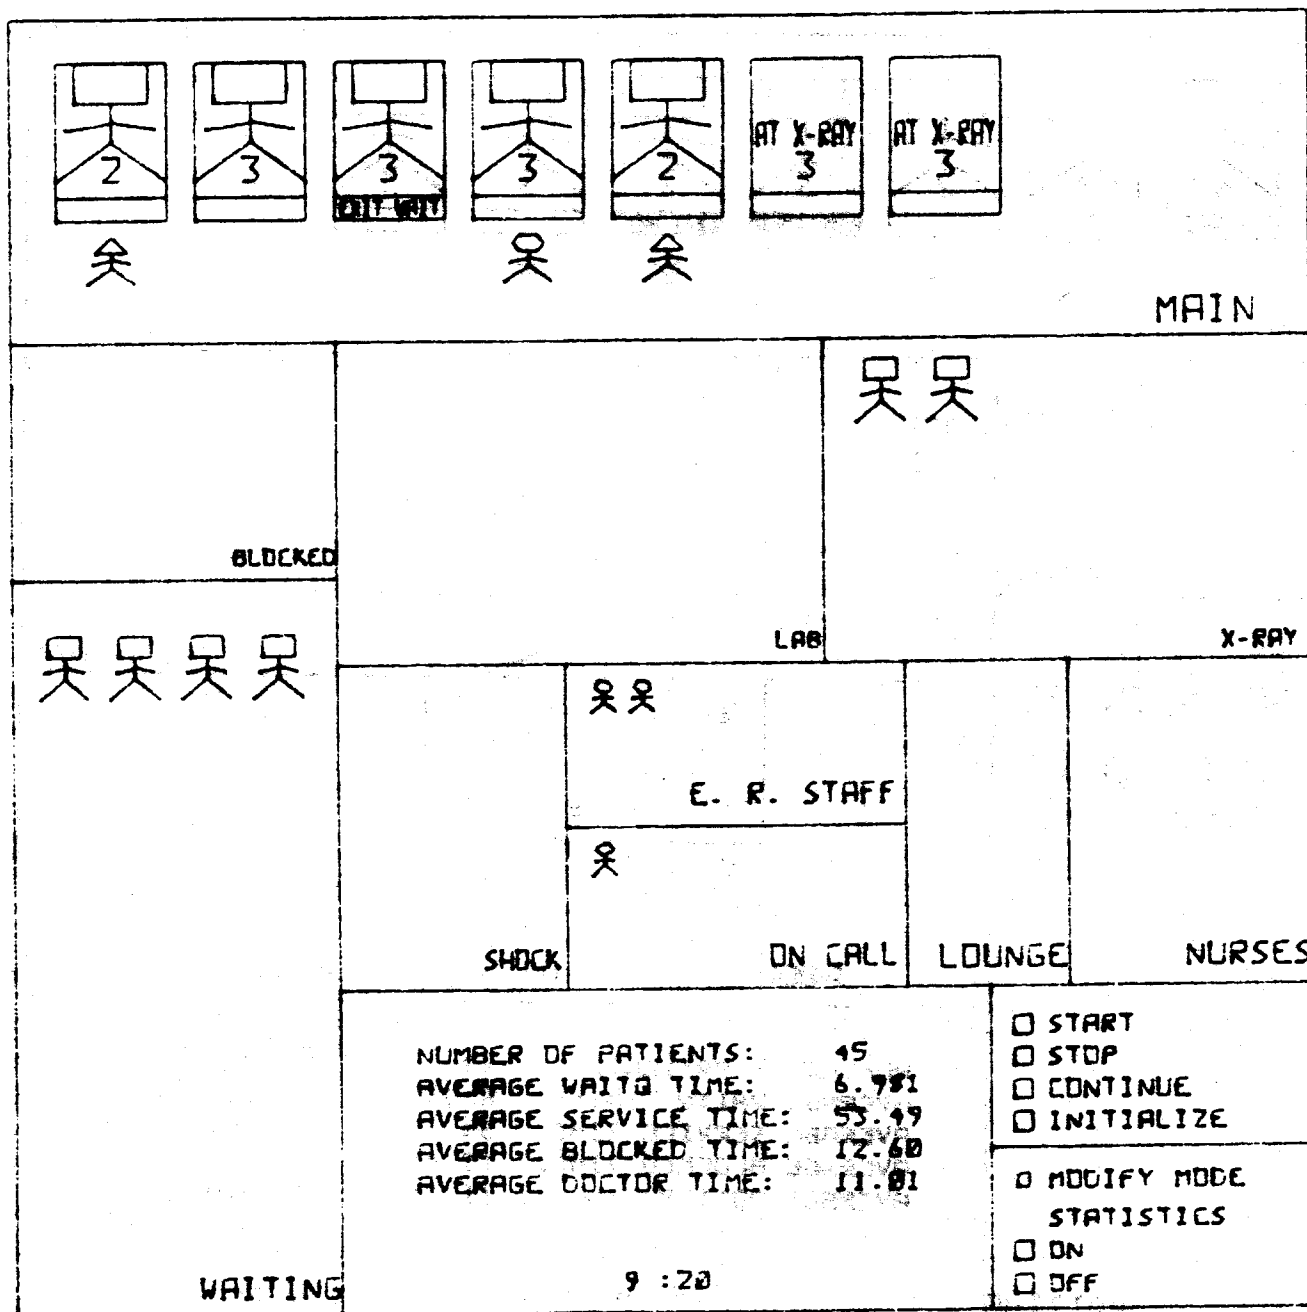 AT X-RAY AT X-RAY
2 3 3 3 2 3 3
EXIT WAIT
MAIN
BLOCKED
LAB
X-RAY
E. R. STAFF
SHOCK
ON CALL
LOUNGE
NURSES
NUMBER OF PATIENTS: 45
AVERAGE WAITQ TIME: 6.981
AVERAGE SERVICE TIME: 53.49
AVERAGE BLOCKED TIME: 12.60
AVERAGE DOCTOR TIME: 11.01
9 :20
WAITING
START
STOP
CONTINUE
INITIALIZE
MODIFY MODE
STATISTICS
ON
OFF